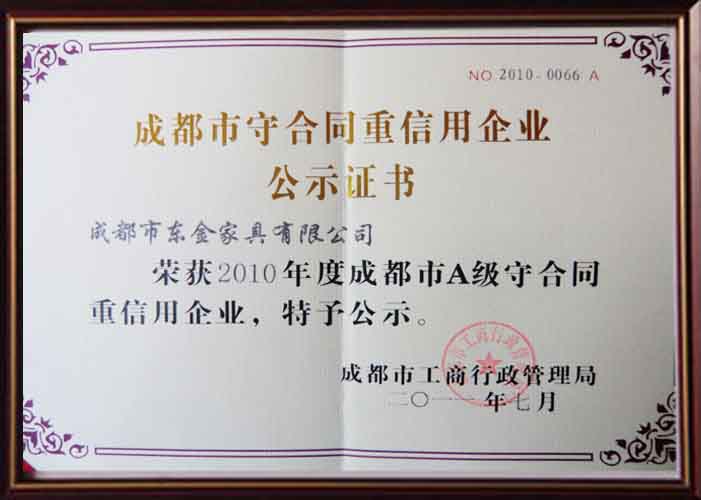 NO 2010-0066 A
成都市守合同重信用企业
公示证书
成都市东金家具有限公司
荣获2010年度成都市A级守合同
重信用企业，特予公示。
成都市工商行政管理局
二〇一一年七月